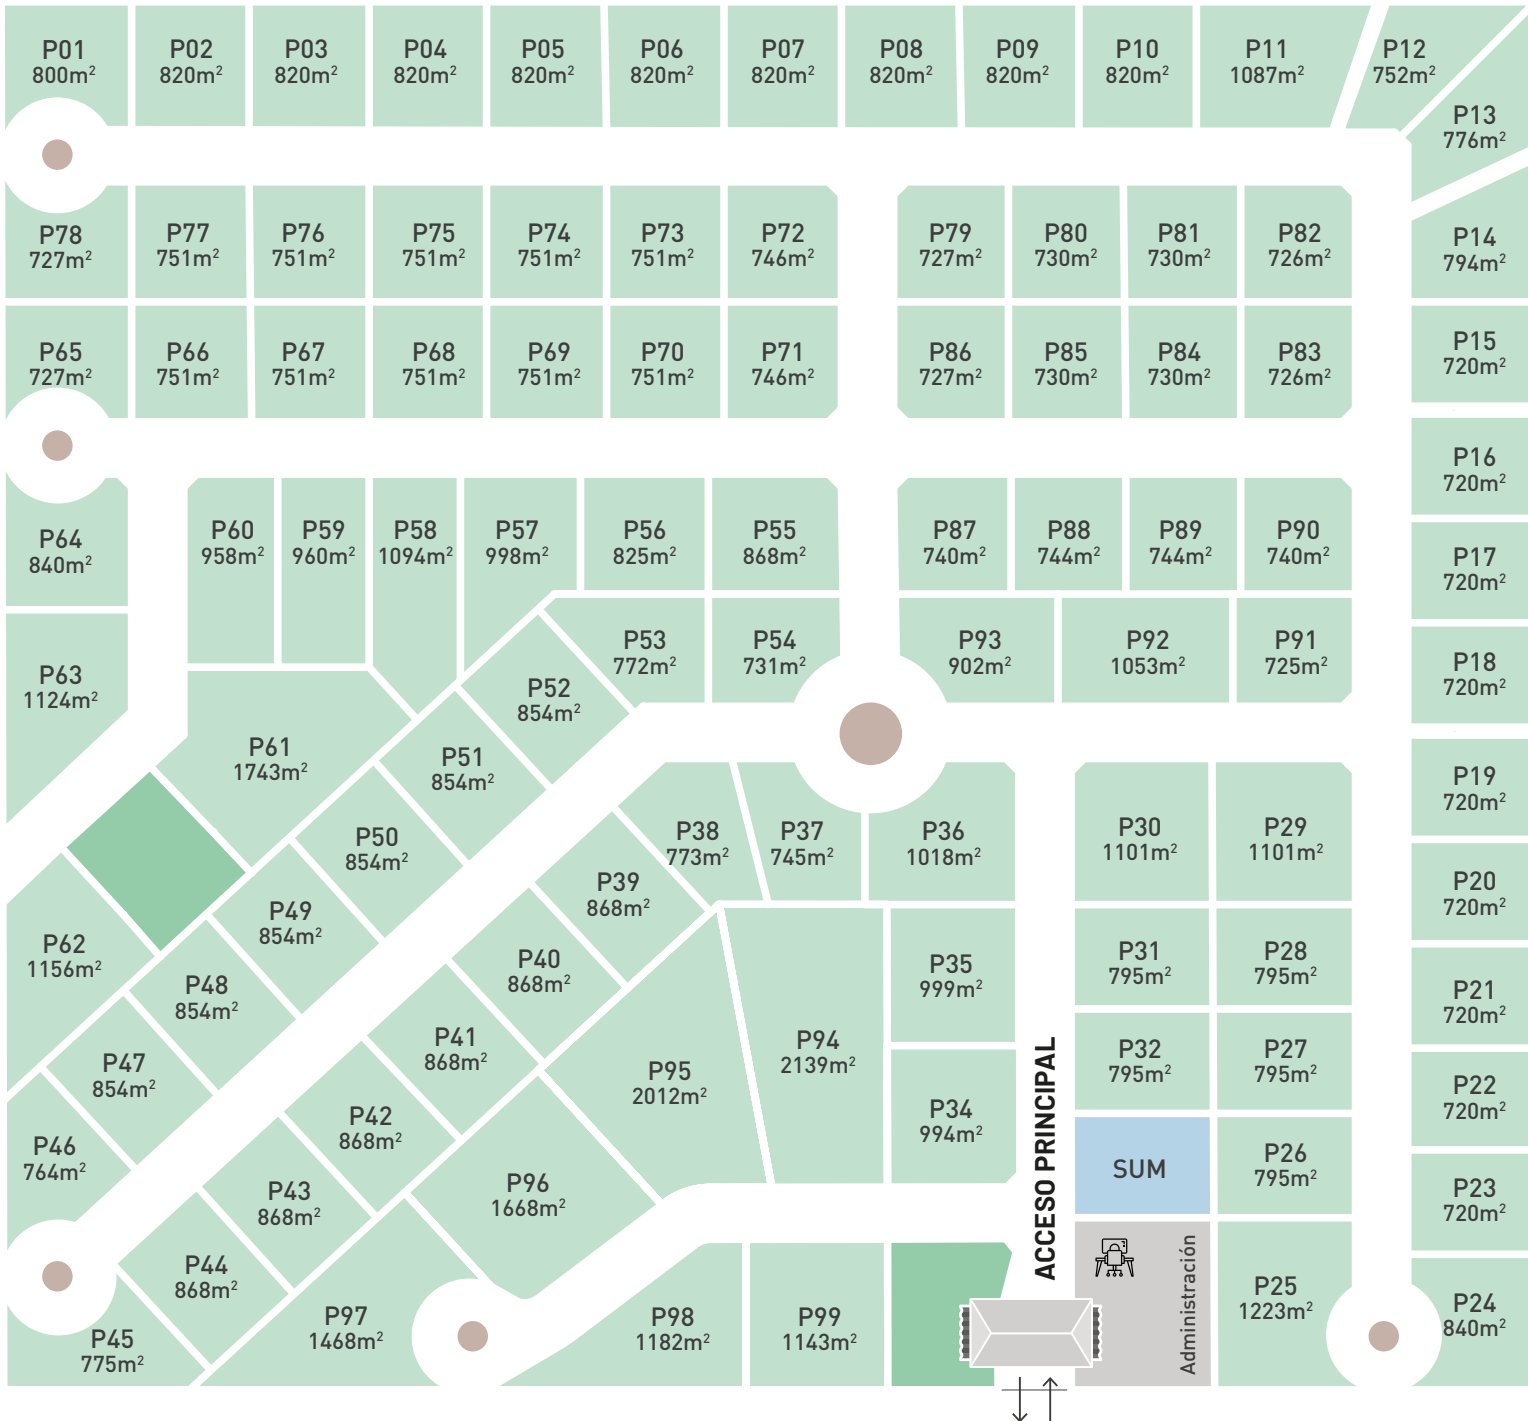 P01
800m²
P02
820m²
P03
820m²
P04
820m²
P05
820m²
P06
820m²
P07
820m²
P08
820m²
P09
820m²
P10
820m²
P11
1087m²
P12
752m²
P13
776m²
P78
727m²
P77
751m²
P76
751m²
P75
751m²
P74
751m²
P73
751m²
P72
746m²
P79
727m²
P80
730m²
P81
730m²
P82
726m²
P14
794m²
P65
727m²
P66
751m²
P67
751m²
P68
751m²
P69
751m²
P70
751m²
P71
746m²
P86
727m²
P85
730m²
P84
730m²
P83
726m²
P15
720m²
P16
720m²
P64
840m²
P60
958m²
P59
960m²
P58
1094m²
P57
998m²
P56
825m²
P55
868m²
P87
740m²
P88
744m²
P89
744m²
P90
740m²
P17
720m²
P63
1124m²
P53
772m²
P54
731m²
P93
902m²
P92
1053m²
P91
725m²
P18
720m²
P52
854m²
P61
1743m²
P51
854m²
P19
720m²
P50
854m²
P38
773m²
P37
745m²
P36
1018m²
P30
1101m²
P29
1101m²
P39
868m²
P20
720m²
P49
854m²
P62
1156m²
P40
868m²
P35
999m²
P31
795m²
P28
795m²
P48
854m²
P21
720m²
P41
868m²
P94
2139m²
P32
795m²
P27
795m²
P47
854m²
P95
2012m²
P22
720m²
P42
868m²
P34
994m²
ACCESO PRINCIPAL
P46
764m²
SUM
P26
795m²
P43
868m²
P96
1668m²
P23
720m²
P44
868m²
Administración
P25
1223m²
P45
775m²
P97
1468m²
P98
1182m²
P99
1143m²
P24
840m²